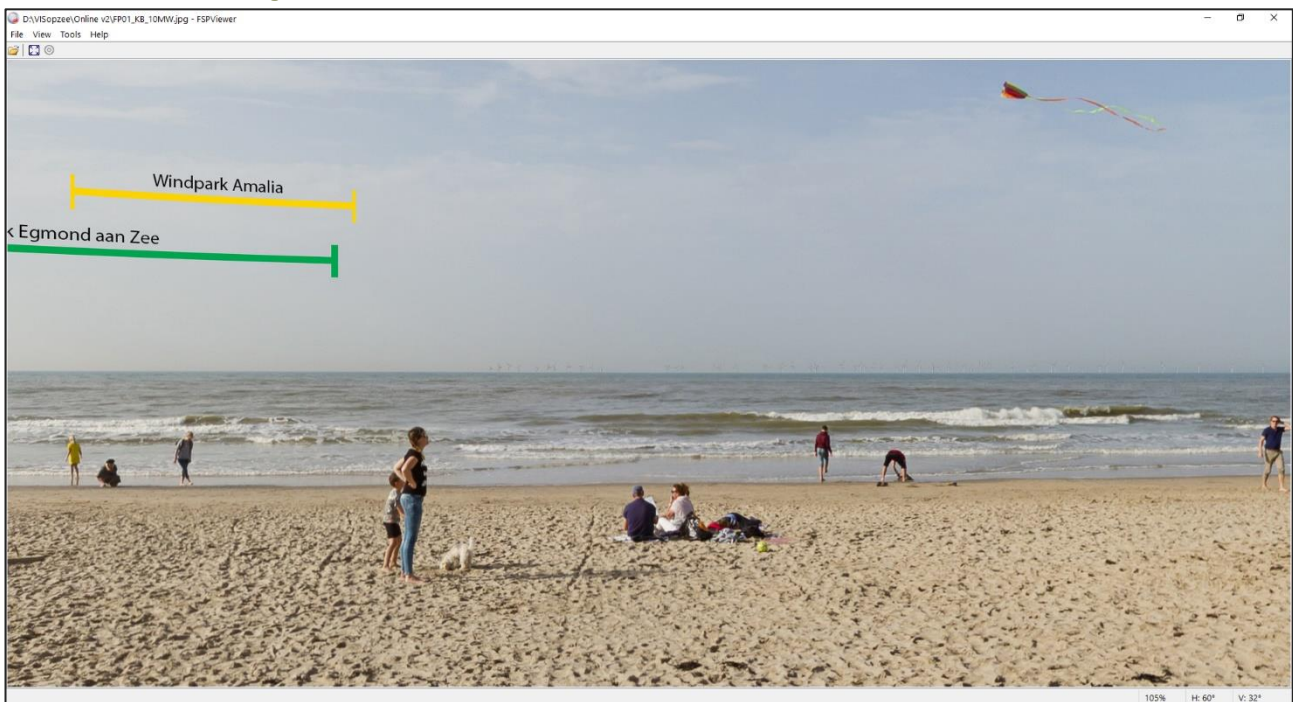 D:\VISopzee\Online v2\FP01_KB_10MW.jpg - FSPViewer
File View Tools Help
Windpark Amalia
k Egmond aan Zee
105% H: 60° V: 32°